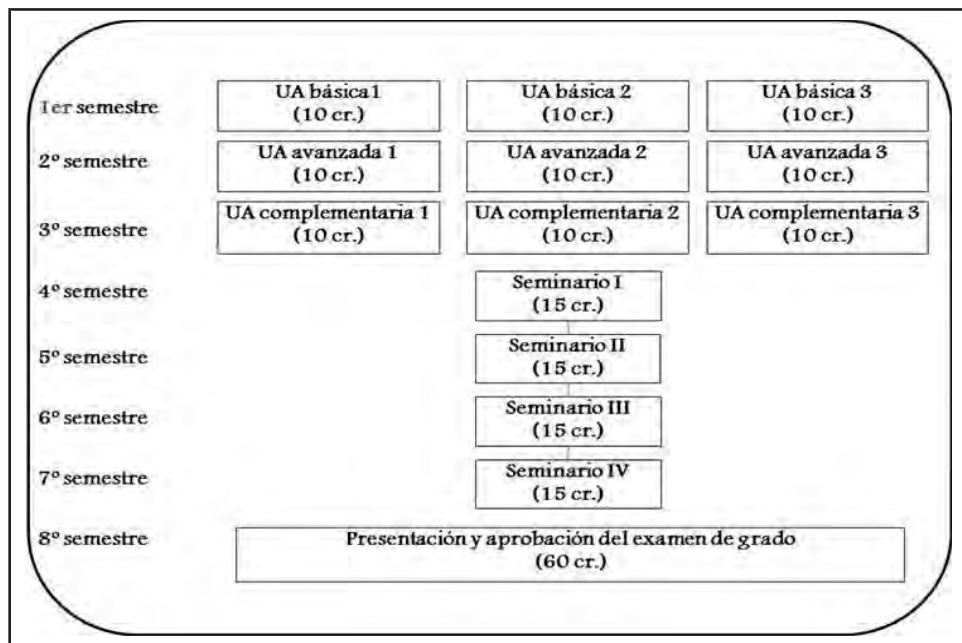 1er semestre
UA básica1
(10 cr.)
UA básica 2
(10 cr.)
UA básica 3
(10 cr.)
2º semestre
UA avanzada 1
(10 cr.)
UA avanzada 2
(10 cr.)
UA avanzada 3
(10 cr.)
3º semestre
UA complementaria 1
(10 cr.)
UA complementaria 2
(10 cr.)
UA complementaria 3
(10 cr.)
4º semestre
Seminario I
(15 cr.)
5º semestre
Seminario II
(15 cr.)
6º semestre
Seminario III
(15 cr.)
7º semestre
Seminario IV
(15 cr.)
8º semestre
Presentación y aprobación del examen de grado
(60 cr.)